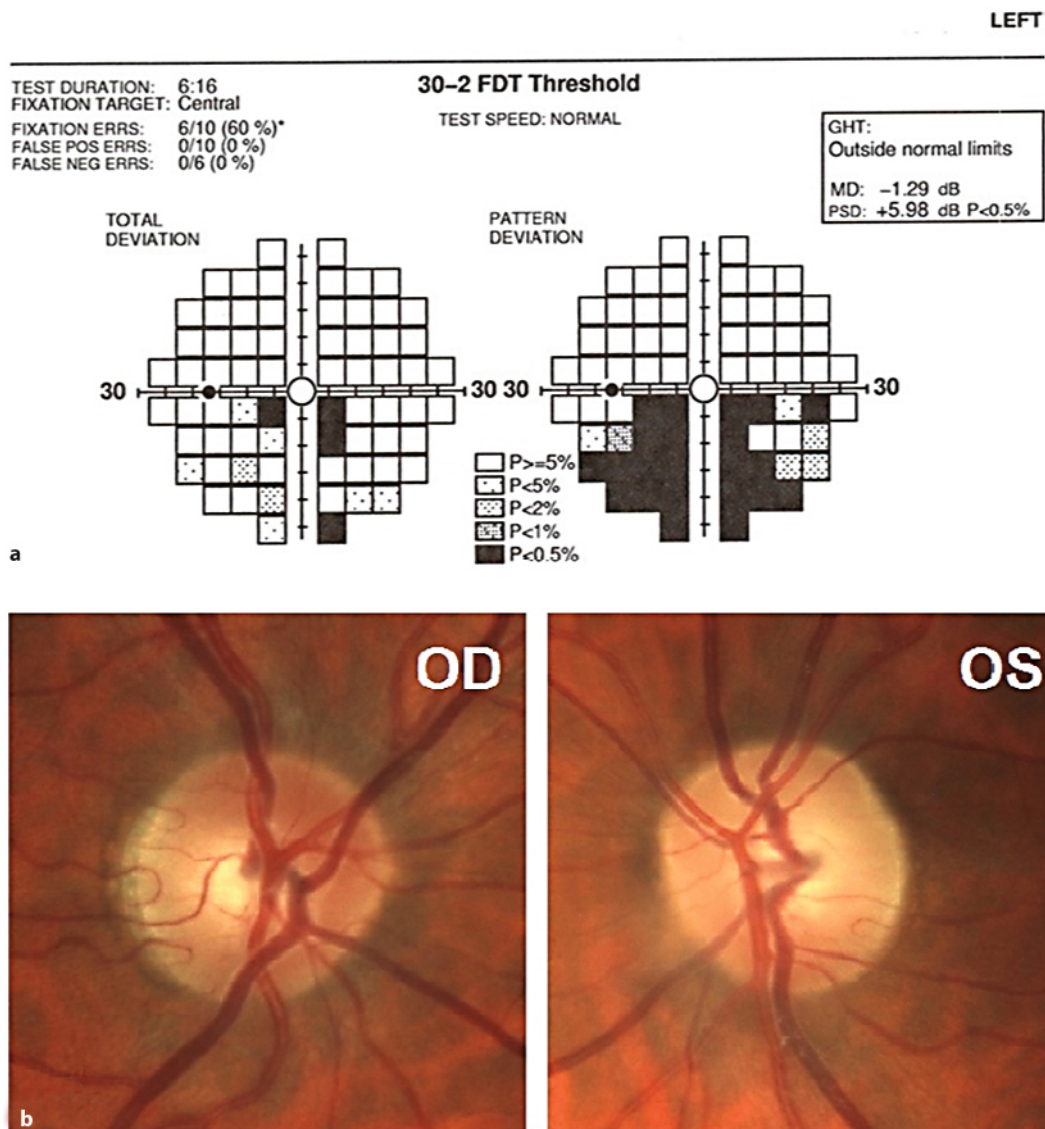 LEFT
TEST DURATION: 6:16
FIXATION TARGET: Central
FIXATION ERRS: 6/10 (60 %)*
FALSE POS ERRS: 0/10 (0 %)
FALSE NEG ERRS: 0/6 (0 %)
30–2 FDT Threshold
TEST SPEED: NORMAL
GHT:
Outside normal limits
MD: −1.29 dB
PSD: +5.98 dB P<0.5%
TOTAL
DEVIATION
PATTERN
DEVIATION
30 30 30 30
P>=5%
P<5%
P<2%
P<1%
P<0.5%
a
OD OS
b